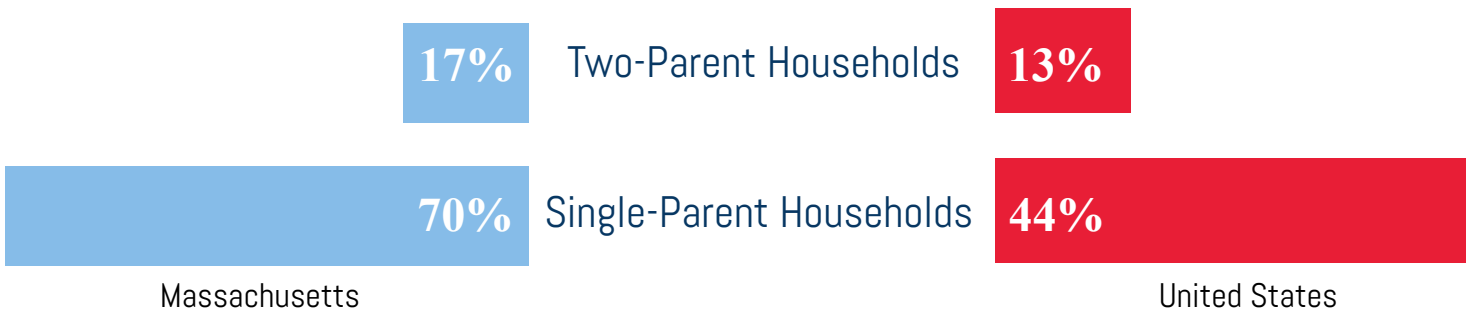 17% Two-Parent Households 13%
70% Single-Parent Households 44%
Massachusetts United States